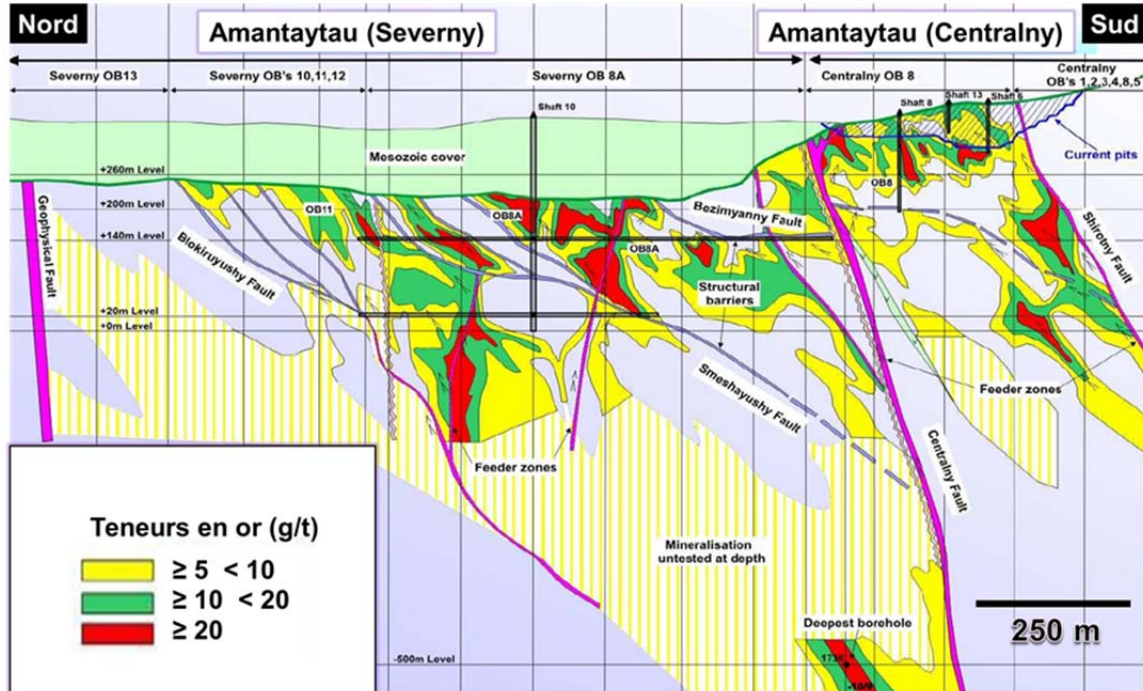 Nord
Amantaytau (Severny)
Amantaytau (Centralny)
Sud
Severny OB13
Severny OB's 10,11,12
Severny OB 8A
Centralny OB 8
Centralny
OB's 1,2,3,4,8,5
Shaft 10
Shaft 8
Shaft 13
Shaft 6
Mesozoic cover
Current pits
+260m Level
+200m Level
+140m Level
+20m Level
+0m Level
-500m Level
OB11
OB8A
OB8A
OB8
Geophysical Fault
Biokiruyushy Fault
Bezimyanny Fault
Structural
barriers
Smeshayushy Fault
Shirotny Fault
Centralny Fault
Feeder zones
Feeder zones
Mineralisation
untested at depth
Deepest borehole
Teneurs en or (g/t)
≥ 5 < 10
≥ 10 < 20
≥ 20
250 m